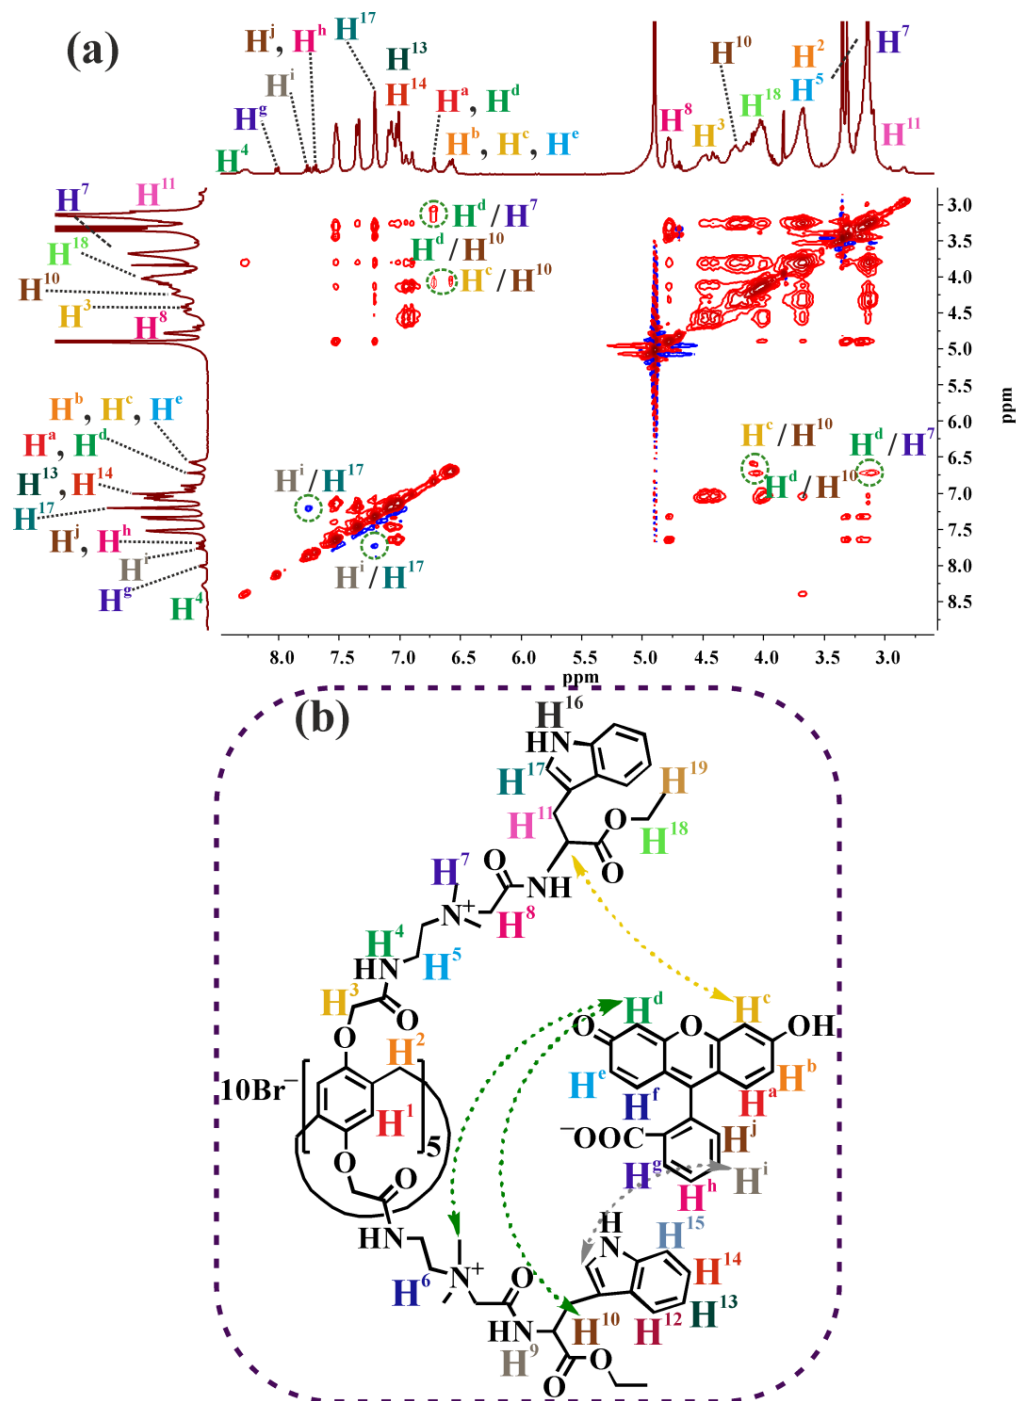 (a)
H17
Hj, Hh
H13
Hi
H14
Ha, Hd
Hg
Hb, Hc, He
H4
H7
H10
H2
H18
H5
H8
H3
H11
H11
H7
H18
H10
H3
H8
Hb, Hc, He
Ha, Hd
H13, H14
H17
Hj, Hh
Hi
Hg
H4
Hd/H7
Hd/H10
Hc/H10
Hc/H10
Hd/H7
Hd/H10
Hi/H17
Hi/H17
3.0
3.5
4.0
4.5
5.0
5.5
6.0
6.5
7.0
7.5
8.0
8.5
ppm
8.0 7.5 7.0 6.5 6.0 5.5 5.0 4.5 4.0 3.5 3.0
ppm
(b)
H16
HN
H17
H19
H11
O
H18
O
H7
O
NH
N+
H8
H4
HN
H5
H3
O
O
H2
10Br−
H1
5
O
O
HN
H6
N+
O
HN
H9
H10
O
O
H
N
H15
H14
H13
H12
Hd
Hc
O
O
OH
He
Hb
Hf
Ha
−OOC
Hj
Hg
Hi
Hh